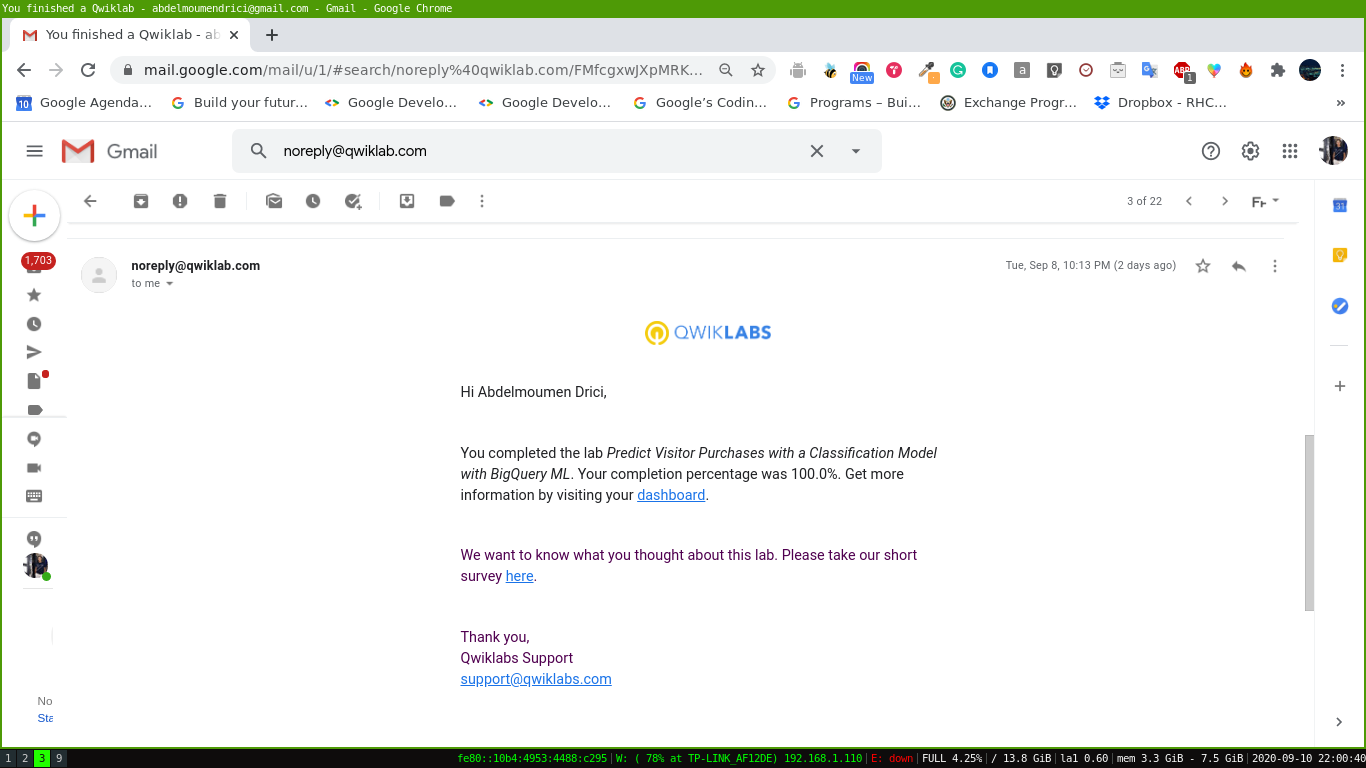 You finished a Qwiklab - abdelmoumendrici@gmail.com - Gmail - Google Chrome
You finished a Qwiklab - ab
mail.google.com/mail/u/1/#search/noreply%40qwiklab.com/FMfcgxwJXpMRK...
New
a
ABP
1
10
Google Agenda...
Build your futur...
Google Develo...
Google Develo...
Google's Codin...
Programs – Bui...
Exchange Progr...
Dropbox - RHC...
»
Gmail
noreply@qwiklab.com
3 of 22
31
1,703
noreply@qwiklab.com
Tue, Sep 8, 10:13 PM (2 days ago)
to me
QWIKLABS
Hi Abdelmoumen Drici,
You completed the lab Predict Visitor Purchases with a Classification Model
with BigQuery ML. Your completion percentage was 100.0%. Get more
information by visiting your dashboard.
We want to know what you thought about this lab. Please take our short
survey here.
Thank you,
Qwiklabs Support
support@qwiklabs.com
No
Sta
1 2 3 9
fe80::10b4:4953:4488:c295 | W: ( 78% at TP-LINK_AF12DE) 192.168.1.110 | E: down | FULL 4.25% | / 13.8 GiB | la1 0.60 | mem 3.3 GiB - 7.5 GiB | 2020-09-10 22:00:40